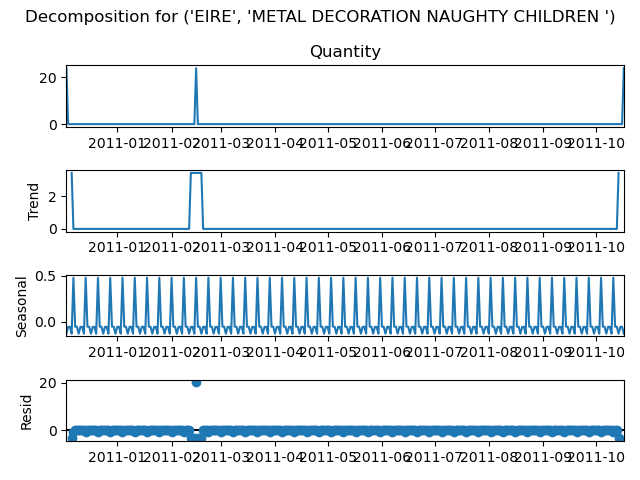 Decomposition for ('EIRE', 'METAL DECORATION NAUGHTY CHILDREN ')
Quantity
20
0
2011-01 2011-02 2011-03 2011-04 2011-05 2011-06 2011-07 2011-08 2011-09 2011-10
Trend
2
0
2011-01 2011-02 2011-03 2011-04 2011-05 2011-06 2011-07 2011-08 2011-09 2011-10
Seasonal
0.5
0.0
2011-01 2011-02 2011-03 2011-04 2011-05 2011-06 2011-07 2011-08 2011-09 2011-10
Resid
20
0
2011-01 2011-02 2011-03 2011-04 2011-05 2011-06 2011-07 2011-08 2011-09 2011-10